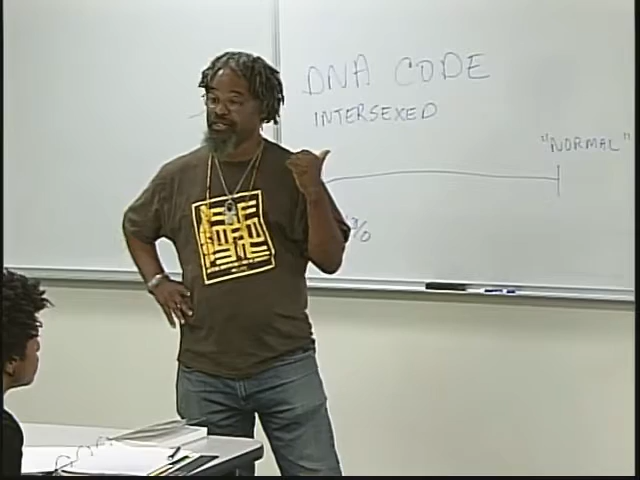 DNA CODE
INTERSEXED
"NORMAL"
%